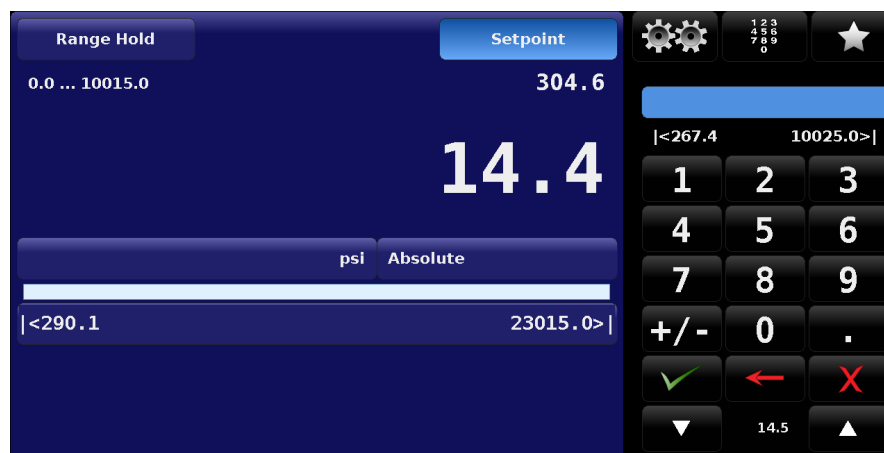 Range Hold
Setpoint
0.0 ... 10015.0
304.6
14.4
psi
Absolute
|<290.1
23015.0>|
1 2 3
4 5 6
7 8 9
0
|<267.4
10025.0>|
1 2 3
4 5 6
7 8 9
+/- 0 .
X
14.5